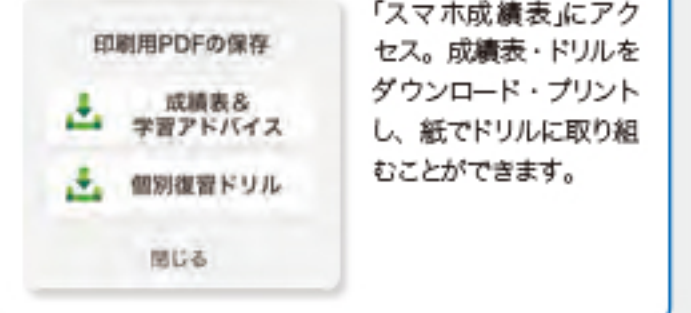 印刷用PDFの保存
成績表&
学習アドバイス
個別復習ドリル
閉じる
「スマホ成績表」にアク
セス。成績表・ドリルを
ダウンロード・プリント
し、紙でドリルに取り組
むことができます。